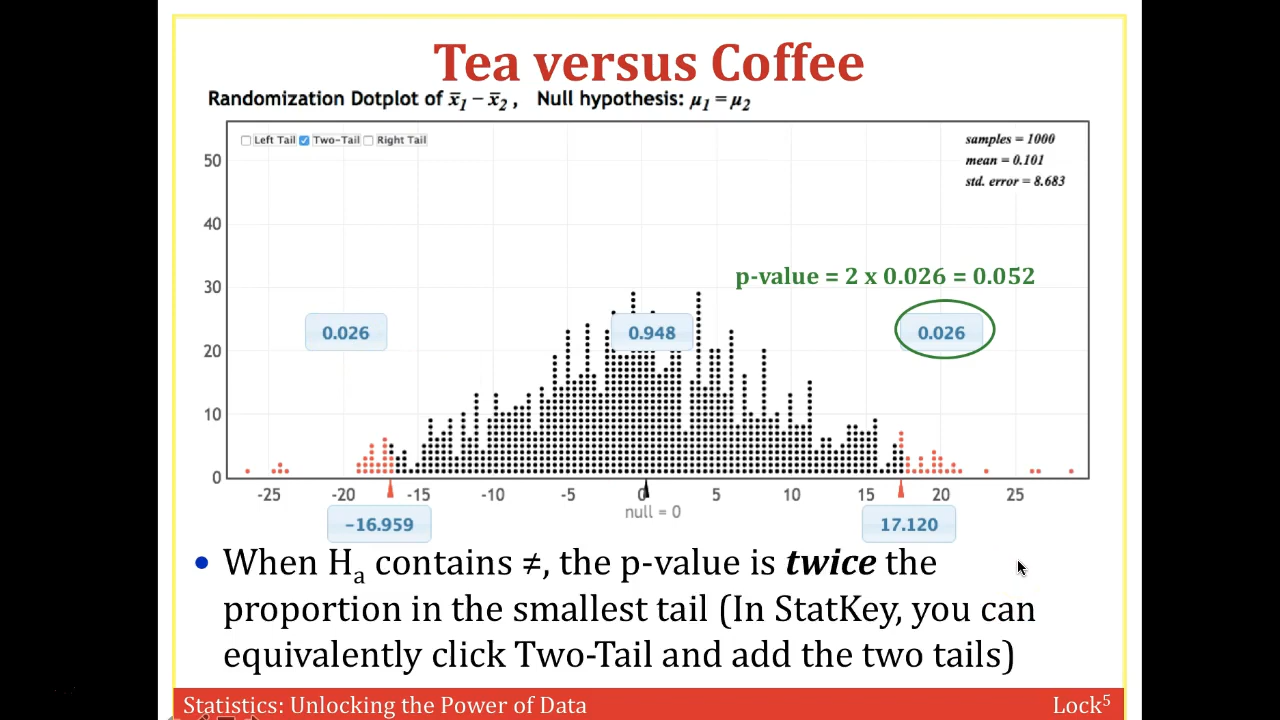 Tea versus Coffee
Randomization Dotplot of x̄₁ − x̄₂ ,   Null hypothesis: μ₁ = μ₂
Left Tail Two-Tail Right Tail
samples = 1000
mean = 0.101
std. error = 8.683
50
40
30
20
10
0
p-value = 2 x 0.026 = 0.052
0.026 0.948 0.026
-25 -20 -15 -10 -5 0 5 10 15 20 25
null = 0
−16.959 17.120
• When Hₐ contains ≠, the p-value is twice the
proportion in the smallest tail (In StatKey, you can
equivalently click Two-Tail and add the two tails)
Statistics: Unlocking the Power of Data Lock⁵